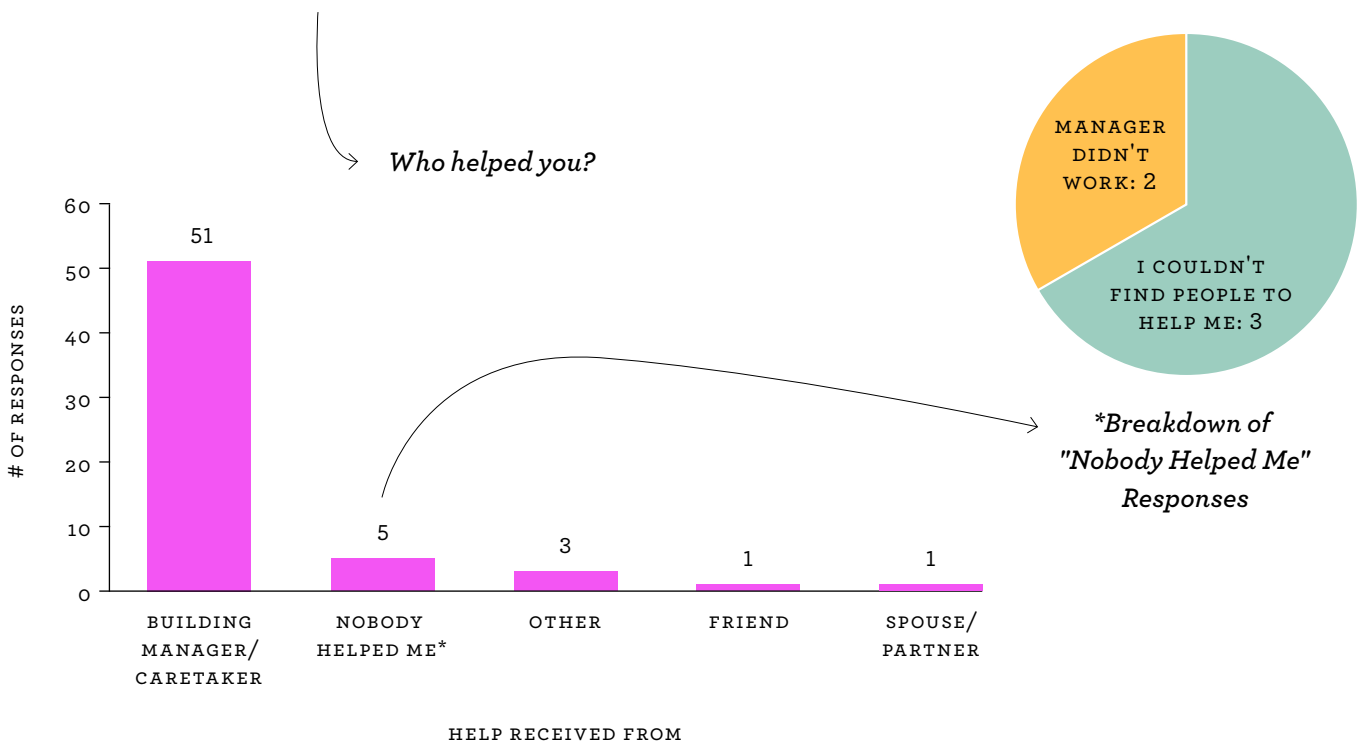 Who helped you?
# OF RESPONSES
60
50
40
30
20
10
0
51
5
3
1
1
BUILDING
MANAGER/
CARETAKER
NOBODY
HELPED ME*
OTHER
FRIEND
SPOUSE/
PARTNER
HELP RECEIVED FROM
MANAGER
DIDN'T
WORK: 2
I COULDN'T
FIND PEOPLE TO
HELP ME: 3
*Breakdown of
"Nobody Helped Me"
Responses